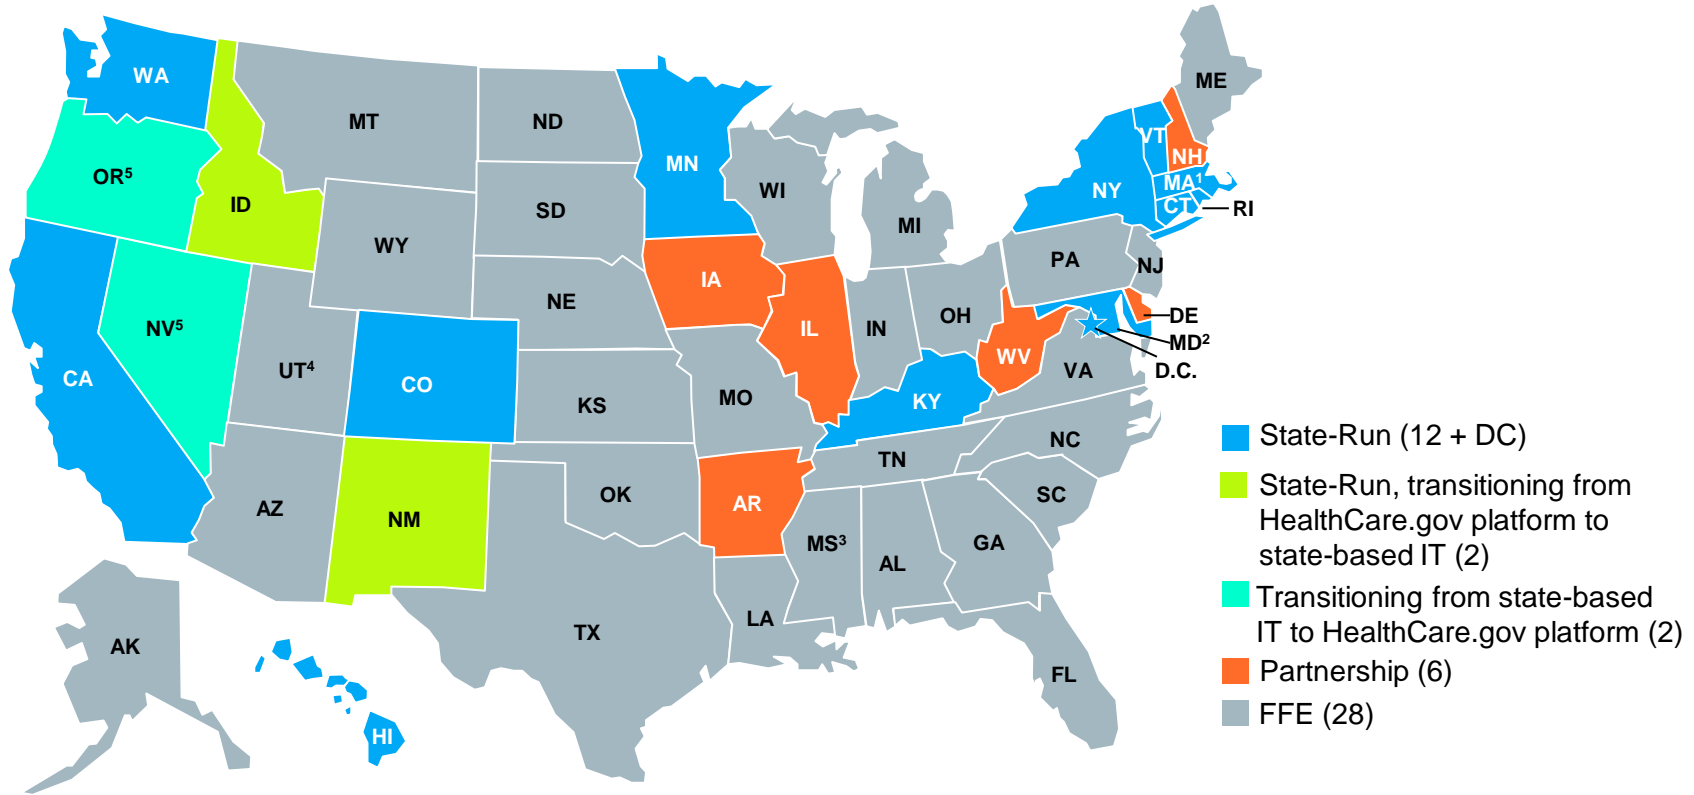 WA
MT
ND
MN
ME
VT
NH
OR⁵
ID
SD
WI
NY
MA¹
CT
RI
WY
MI
PA
NJ
NE
IA
IL
IN
OH
DE
NV⁵
MD²
WV
D.C.
UT⁴
CO
CA
KS
MO
KY
VA
NC
TN
OK
AR
SC
AZ
NM
MS³
AL
GA
LA
TX
AK
FL
HI
State-Run (12 + DC)
State-Run, transitioning from
HealthCare.gov platform to
state-based IT (2)
Transitioning from state-based
IT to HealthCare.gov platform (2)
Partnership (6)
FFE (28)